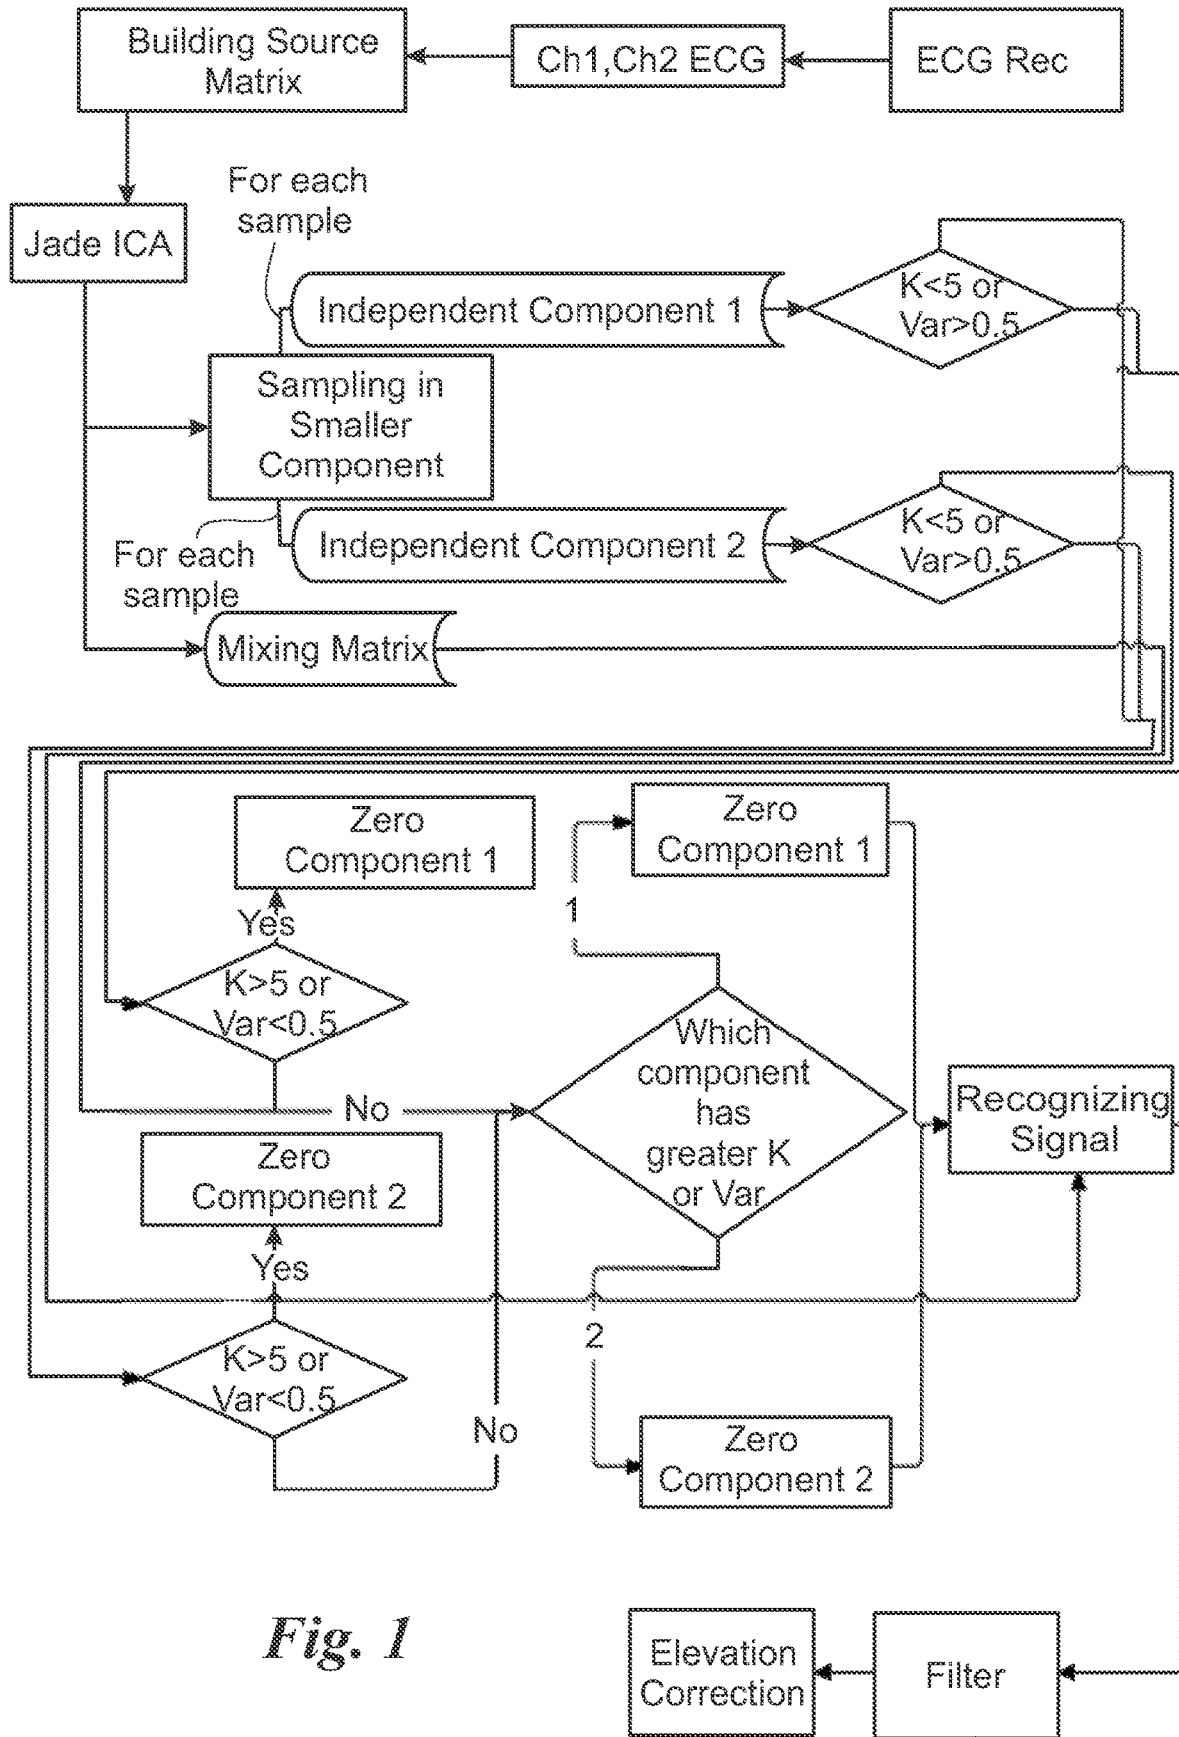 Building Source
Matrix
Ch1,Ch2 ECG
ECG Rec
Jade ICA
For each
sample
Independent Component 1
K<5 or
Var>0.5
Sampling in
Smaller
Component
For each
sample
Independent Component 2
K<5 or
Var>0.5
Mixing Matrix
Zero
Component 1
Yes
K>5 or
Var<0.5
No
Zero
Component 1
1
Which
component
has
greater K
or Var
Recognizing
Signal
Zero
Component 2
Yes
K>5 or
Var<0.5
No
2
Zero
Component 2
Fig. 1
Elevation
Correction
Filter